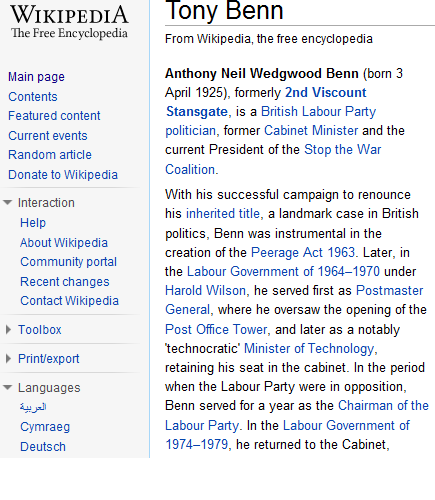 WIKIPEDIA
The Free Encyclopedia
Main page
Contents
Featured content
Current events
Random article
Donate to Wikipedia
Interaction
Help
About Wikipedia
Community portal
Recent changes
Contact Wikipedia
Toolbox
Print/export
Languages
العربية
Cymraeg
Deutsch
Tony Benn
From Wikipedia, the free encyclopedia
Anthony Neil Wedgwood Benn (born 3
April 1925), formerly 2nd Viscount
Stansgate, is a British Labour Party
politician, former Cabinet Minister and the
current President of the Stop the War
Coalition.
With his successful campaign to renounce
his inherited title, a landmark case in British
politics, Benn was instrumental in the
creation of the Peerage Act 1963. Later, in
the Labour Government of 1964–1970 under
Harold Wilson, he served first as Postmaster
General, where he oversaw the opening of the
Post Office Tower, and later as a notably
'technocratic' Minister of Technology,
retaining his seat in the cabinet. In the period
when the Labour Party were in opposition,
Benn served for a year as the Chairman of the
Labour Party. In the Labour Government of
1974–1979, he returned to the Cabinet,